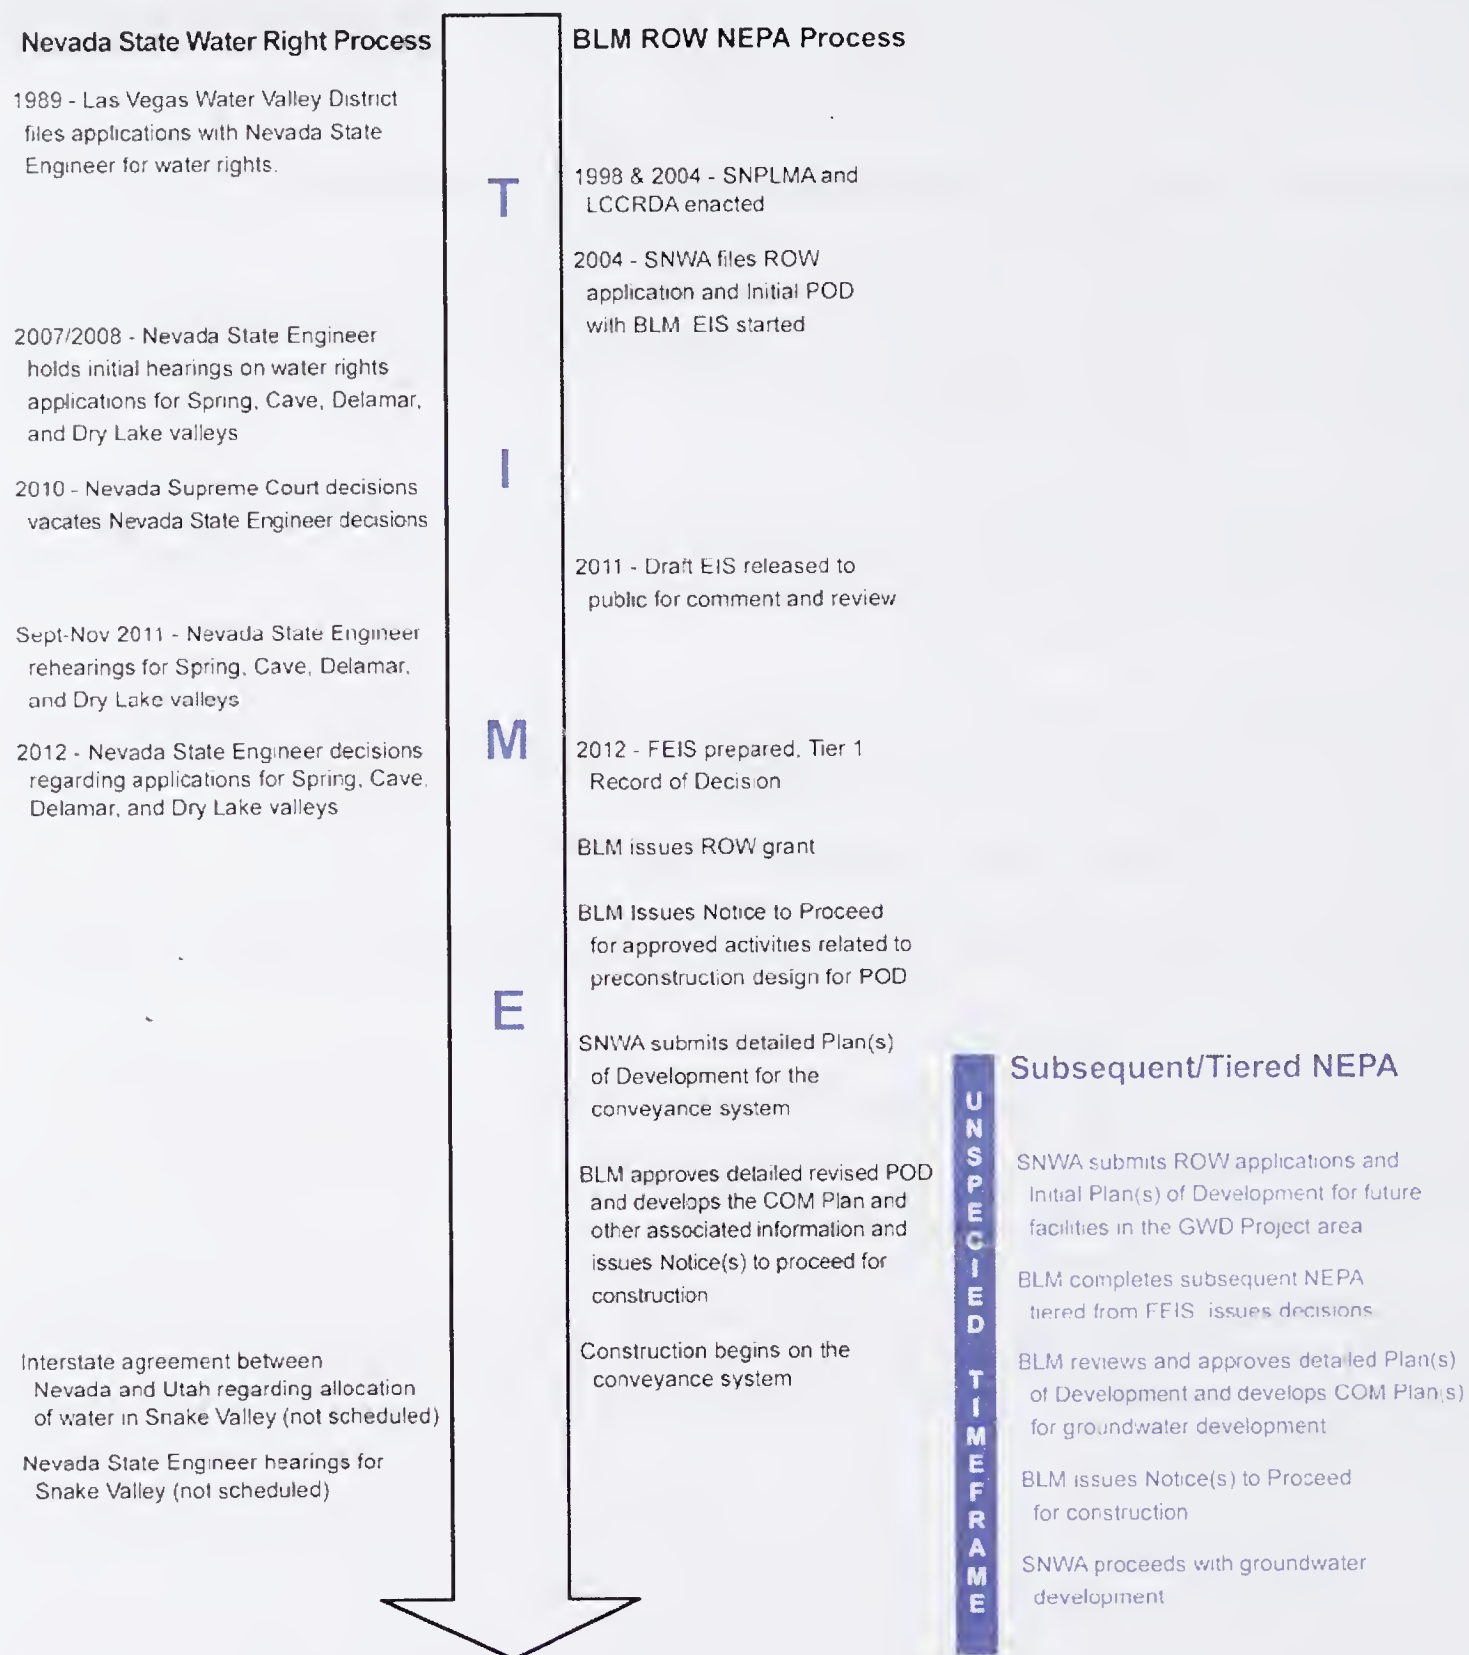 Nevada State Water Right Process
1989 - Las Vegas Water Valley District
files applications with Nevada State
Engineer for water rights.
2007/2008 - Nevada State Engineer
holds initial hearings on water rights
applications for Spring, Cave, Delamar,
and Dry Lake valleys
2010 - Nevada Supreme Court decisions
vacates Nevada State Engineer decisions
Sept-Nov 2011 - Nevada State Engineer
rehearings for Spring, Cave, Delamar,
and Dry Lake valleys
2012 - Nevada State Engineer decisions
regarding applications for Spring, Cave,
Delamar, and Dry Lake valleys
Interstate agreement between
Nevada and Utah regarding allocation
of water in Snake Valley (not scheduled)
Nevada State Engineer hearings for
Snake Valley (not scheduled)
T
I
M
E
BLM ROW NEPA Process
1998 & 2004 - SNPLMA and
LCCRDA enacted
2004 - SNWA files ROW
application and Initial POD
with BLM EIS started
2011 - Draft EIS released to
public for comment and review
2012 - FEIS prepared, Tier 1
Record of Decision
BLM issues ROW grant
BLM Issues Notice to Proceed
for approved activities related to
preconstruction design for POD
SNWA submits detailed Plan(s)
of Development for the
conveyance system
BLM approves detailed revised POD
and develops the COM Plan and
other associated information and
issues Notice(s) to proceed for
construction
Construction begins on the
conveyance system
UNSPECIED TIMEFRAME
Subsequent/Tiered NEPA
SNWA submits ROW applications and
Initial Plan(s) of Development for future
facilities in the GWD Project area
BLM completes subsequent NEPA
tiered from FEIS issues decisions
BLM reviews and approves detailed Plan(s)
of Development and develops COM Plan(s)
for groundwater development
BLM issues Notice(s) to Proceed
for construction
SNWA proceeds with groundwater
development